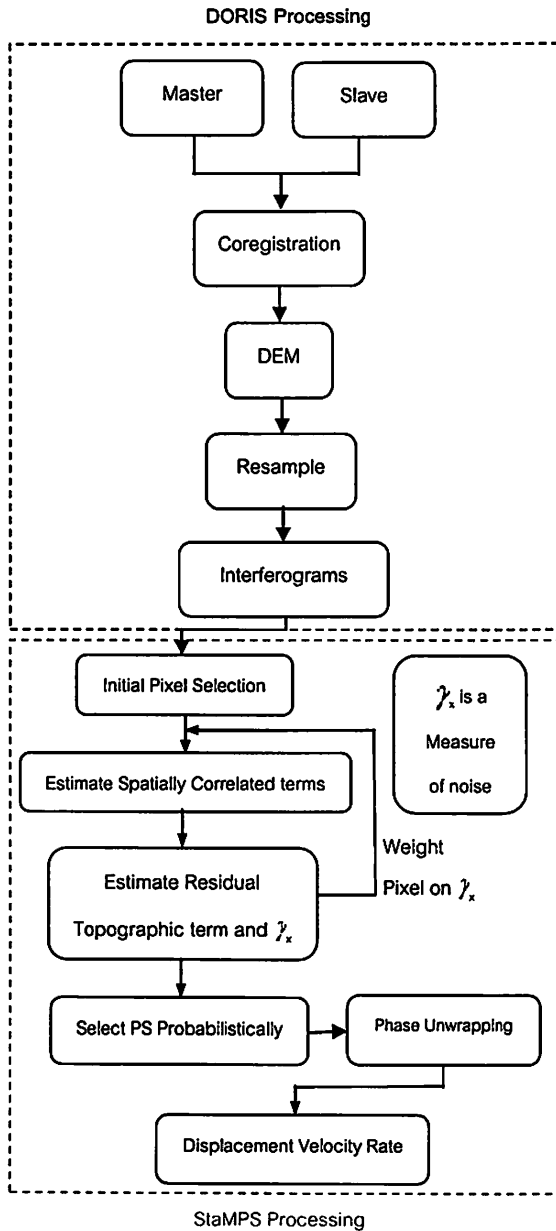 DORIS Processing
Master
Slave
Coregistration
DEM
Resample
Interferograms
Initial Pixel Selection
γₓ is a
Measure
of noise
Estimate Spatially Correlated terms
Weight
Pixel on γₓ
Estimate Residual
Topographic term and γₓ
Select PS Probabilistically
Phase Unwrapping
Displacement Velocity Rate
StaMPS Processing